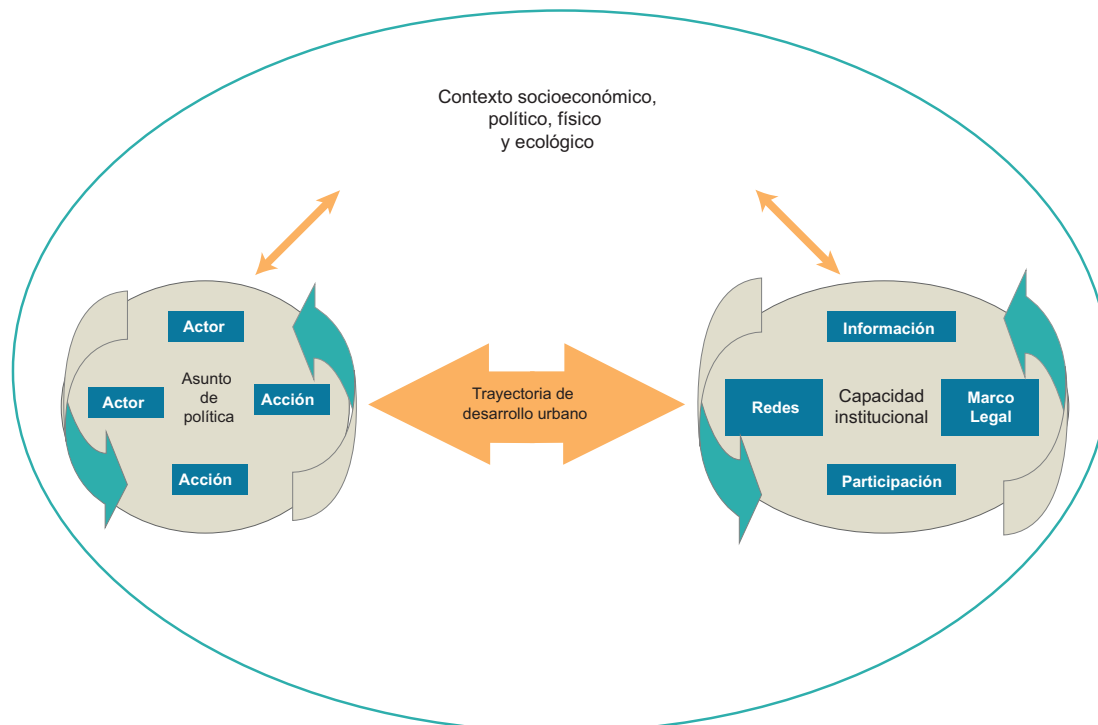 Contexto socioeconómico,
político, físico
y ecológico
Actor
Actor
Asunto
de
política
Acción
Acción
Trayectoria de
desarrollo urbano
Información
Redes
Capacidad
institucional
Marco
Legal
Participación